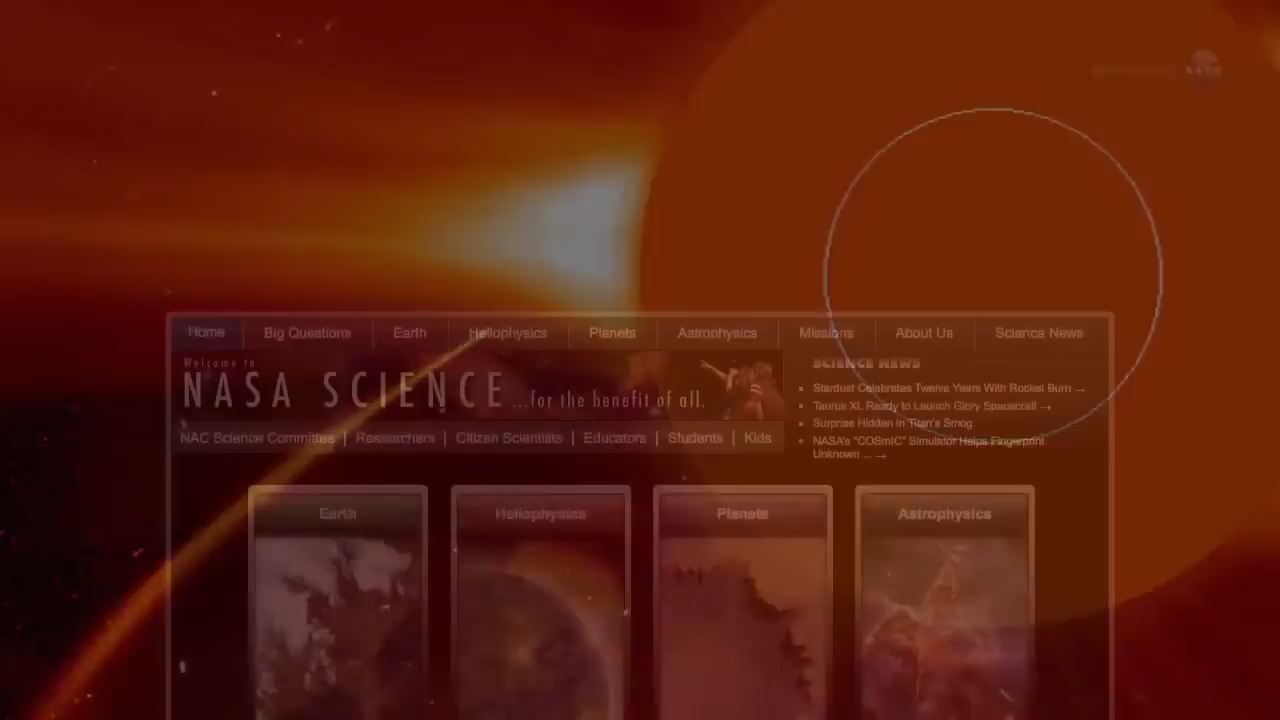 NASA
Home Big Questions Earth Heliophysics Planets Astrophysics Missions About Us Science News
Welcome to
NASA SCIENCE ...for the benefit of all.
NAC Science Committee | Researchers | Citizen Scientists | Educators | Students | Kids
SCIENCE NEWS
Stardust Celebrates Twelve Years With Rocket Burn →
Taurus XL Ready to Launch Glory Spacecraft →
Surprise Hidden in Titan's Smog
NASA's "COSmIC" Simulator Helps Fingerprint
Unknown ... →
Earth Heliophysics Planets Astrophysics